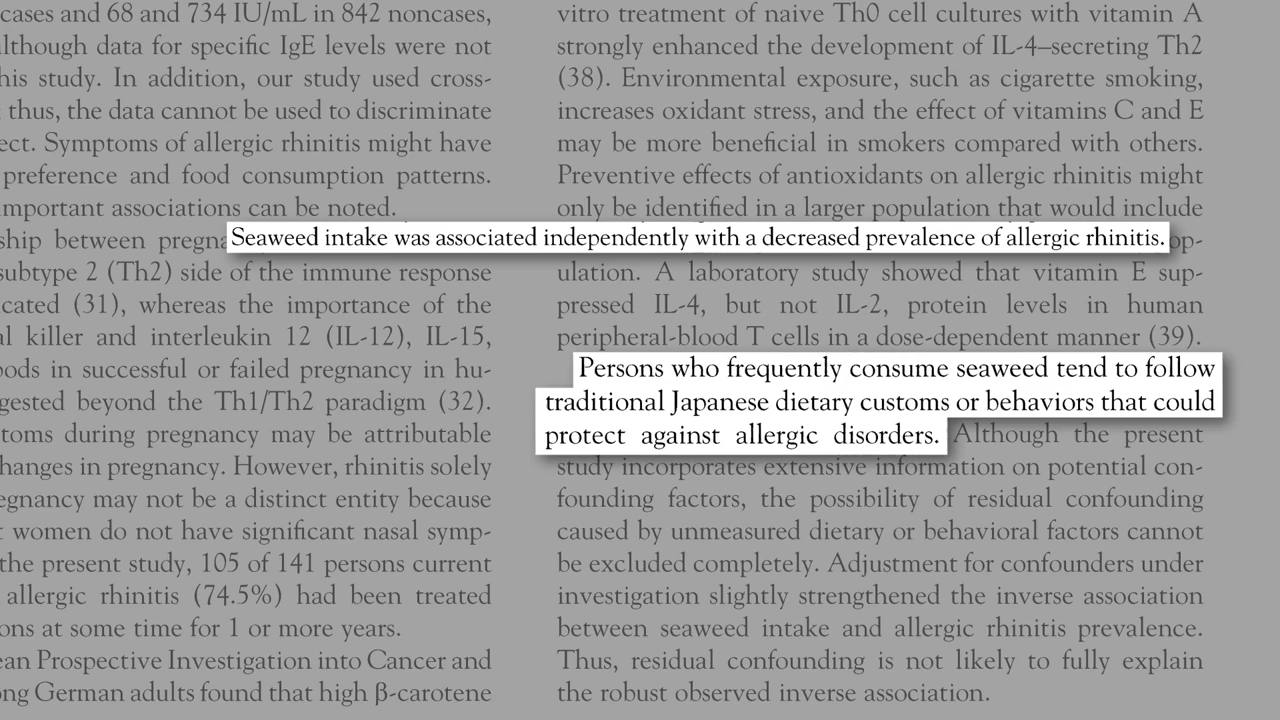 cases and 68 and 734 IU/mL in 842 noncases,
lthough data for specific IgE levels were not
his study. In addition, our study used cross-
thus, the data cannot be used to discriminate
ect. Symptoms of allergic rhinitis might have
preference and food consumption patterns.
mportant associations can be noted.
ship between pregna
subtype 2 (Th2) side of the immune response
cated (31), whereas the importance of the
al killer and interleukin 12 (IL-12), IL-15,
ods in successful or failed pregnancy in hu-
gested beyond the Th1/Th2 paradigm (32).
toms during pregnancy may be attributable
hanges in pregnancy. However, rhinitis solely
egnancy may not be a distinct entity because
t women do not have significant nasal symp-
the present study, 105 of 141 persons current
allergic rhinitis (74.5%) had been treated
ons at some time for 1 or more years.
ean Prospective Investigation into Cancer and
ong German adults found that high β-carotene
vitro treatment of naive Th0 cell cultures with vitamin A
strongly enhanced the development of IL-4–secreting Th2
(38). Environmental exposure, such as cigarette smoking,
increases oxidant stress, and the effect of vitamins C and E
may be more beneficial in smokers compared with others.
Preventive effects of antioxidants on allergic rhinitis might
only be identified in a larger population that would include
Seaweed intake was associated independently with a decreased prevalence of allergic rhinitis.
op-
ulation. A laboratory study showed that vitamin E sup-
pressed IL-4, but not IL-2, protein levels in human
peripheral-blood T cells in a dose-dependent manner (39).
Persons who frequently consume seaweed tend to follow
traditional Japanese dietary customs or behaviors that could
protect against allergic disorders. Although the present
study incorporates extensive information on potential con-
founding factors, the possibility of residual confounding
caused by unmeasured dietary or behavioral factors cannot
be excluded completely. Adjustment for confounders under
investigation slightly strengthened the inverse association
between seaweed intake and allergic rhinitis prevalence.
Thus, residual confounding is not likely to fully explain
the robust observed inverse association.